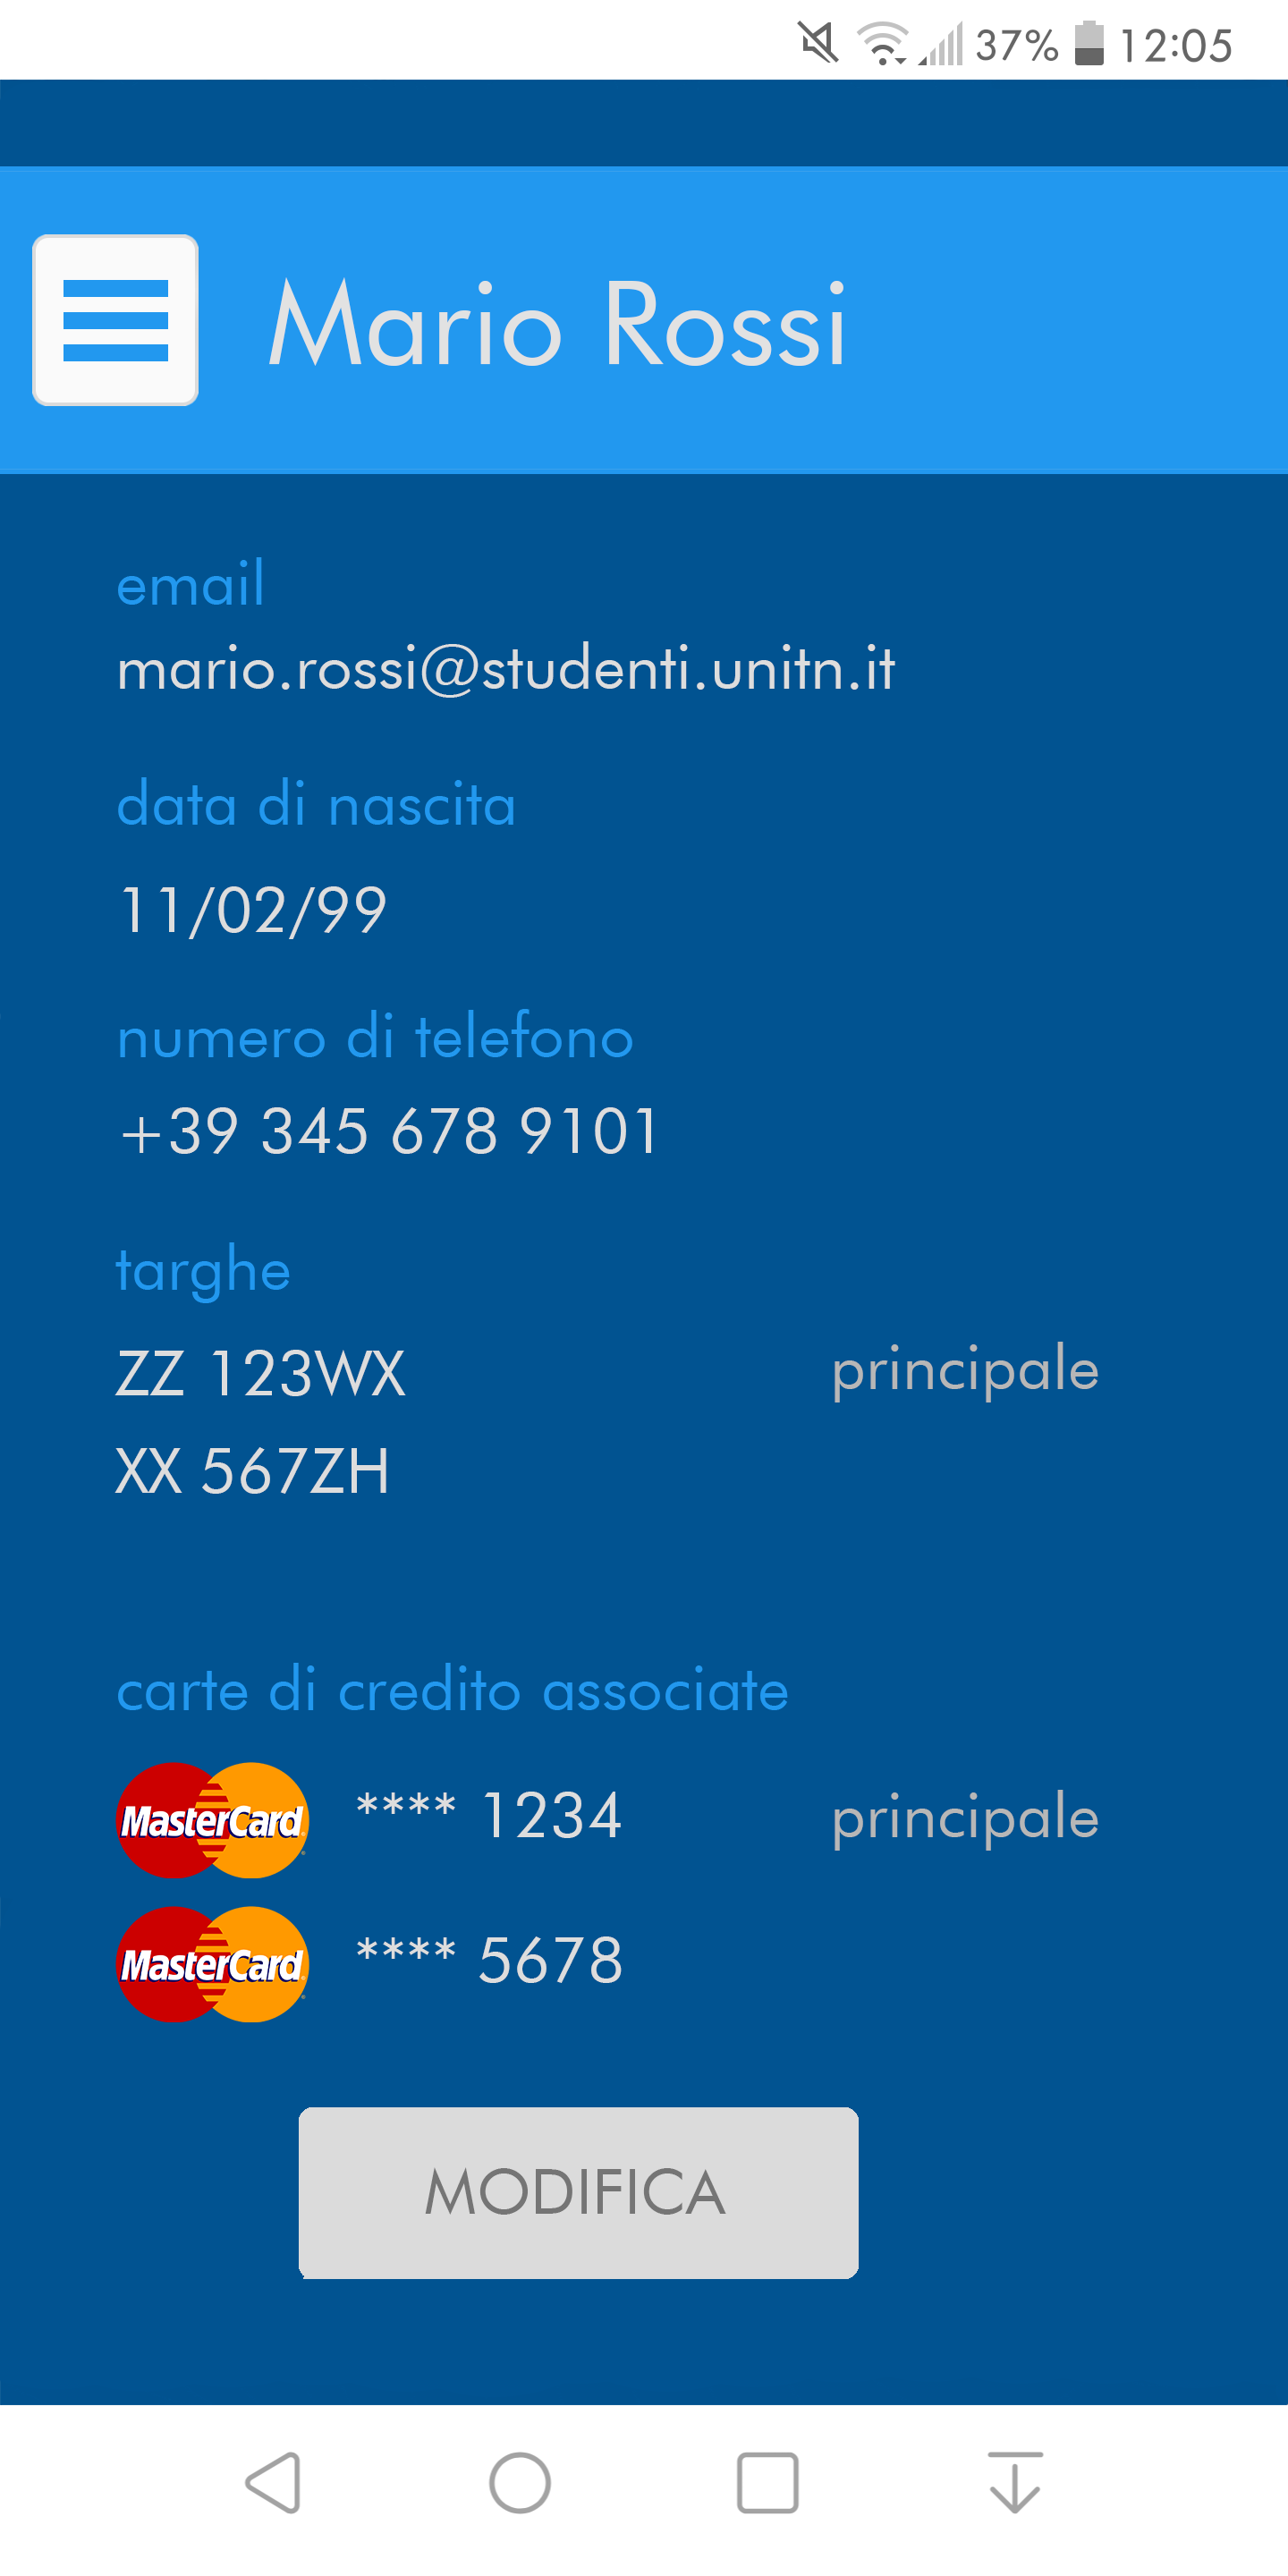 37% 12:05
Mario Rossi
email
mario.rossi@studenti.unitn.it
data di nascita
11/02/99
numero di telefono
+39 345 678 9101
targhe
ZZ 123WX principale
XX 567ZH
carte di credito associate
MasterCard **** 1234 principale
MasterCard **** 5678
MODIFICA